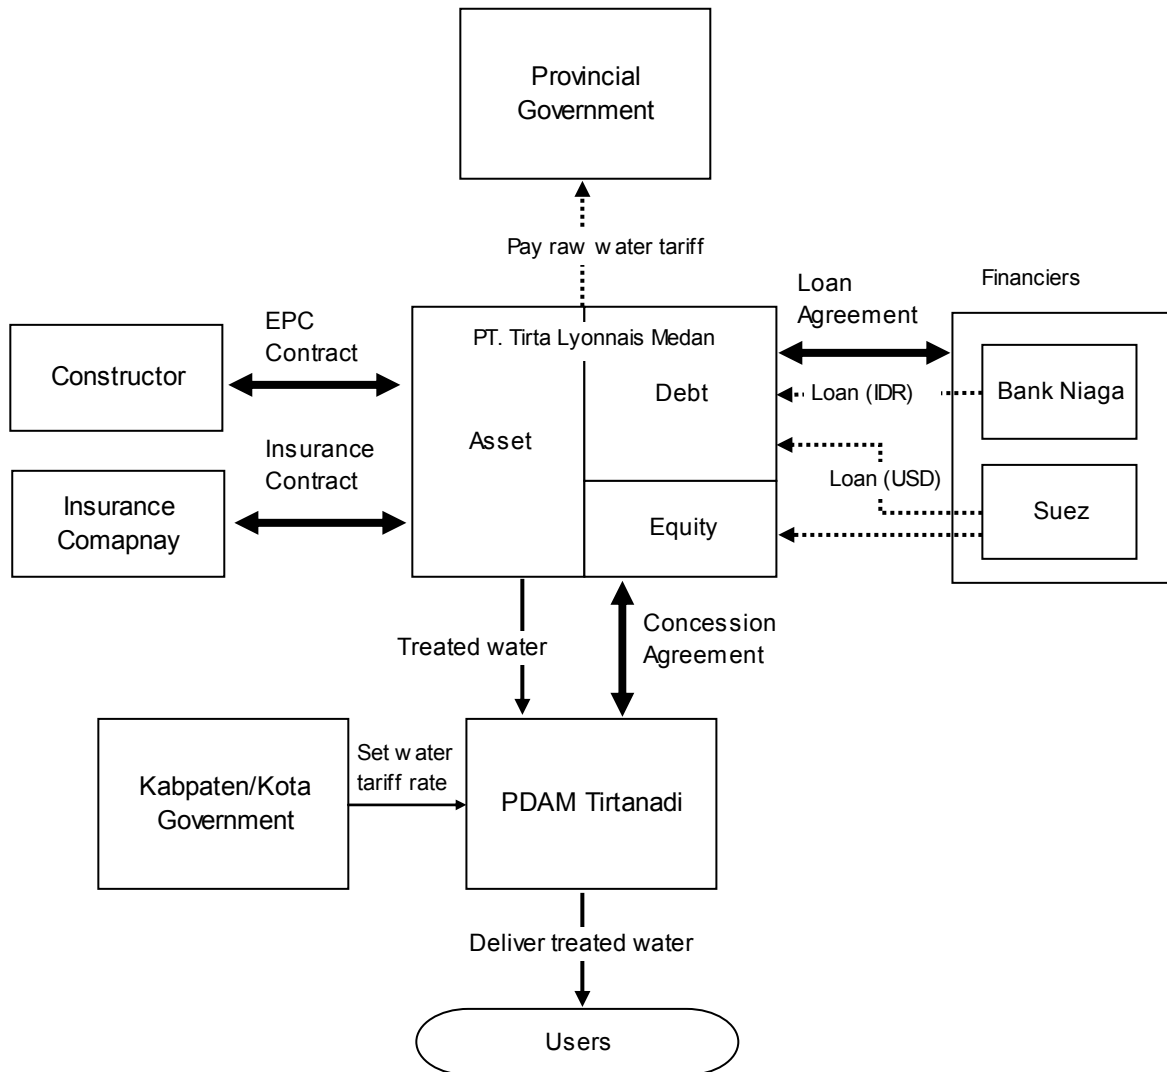 Provincial
Government
Pay raw water tariff
Financiers
Loan
Agreement
EPC
Contract
Constructor
PT. Tirta Lyonnais Medan
Debt
Loan (IDR)
Bank Niaga
Asset
Insurance
Contract
Loan (USD)
Insurance
Comapnay
Equity
Suez
Treated water
Concession
Agreement
Set water
tariff rate
Kabpaten/Kota
Government
PDAM Tirtanadi
Deliver treated water
Users